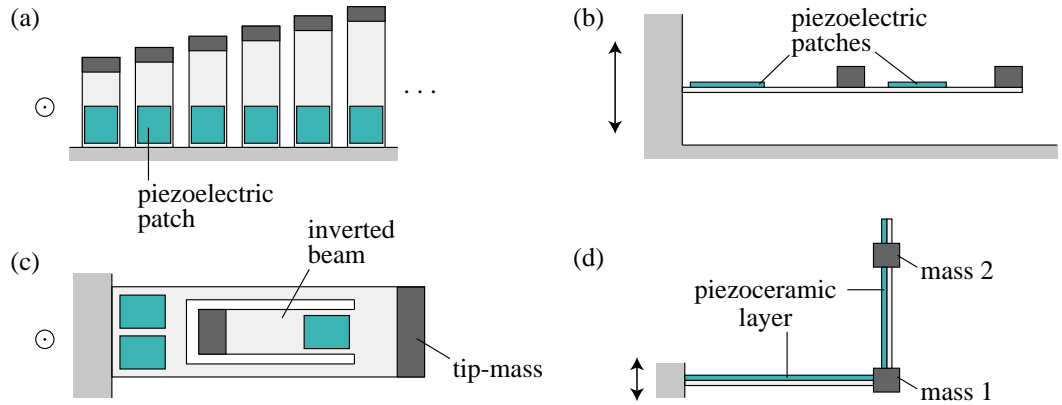 (a)
. . .
piezoelectric
patch
(b)
piezoelectric
patches
(c)
inverted
beam
tip-mass
(d)
mass 2
piezoceramic
layer
mass 1